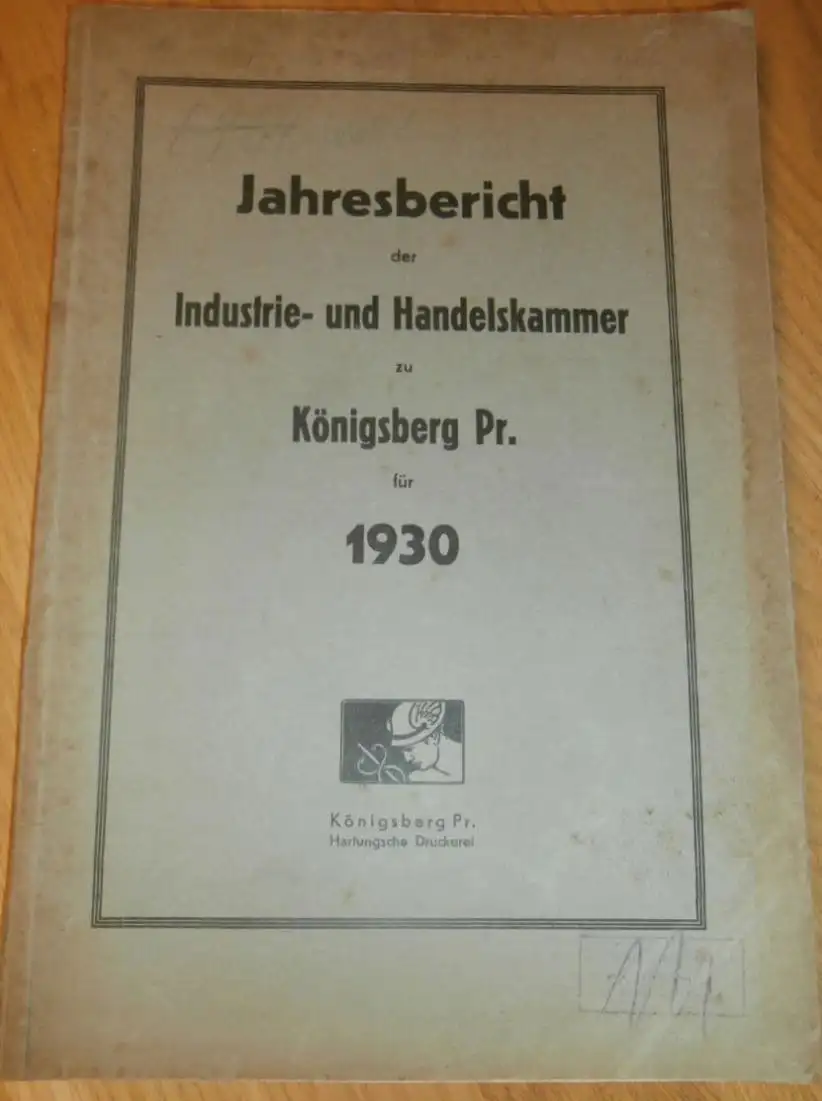 Jahresbericht
der
Industrie- und Handelskammer
zu
Königsberg Pr.
für
1930
Königsberg Pr.
Hartungsche Druckerei